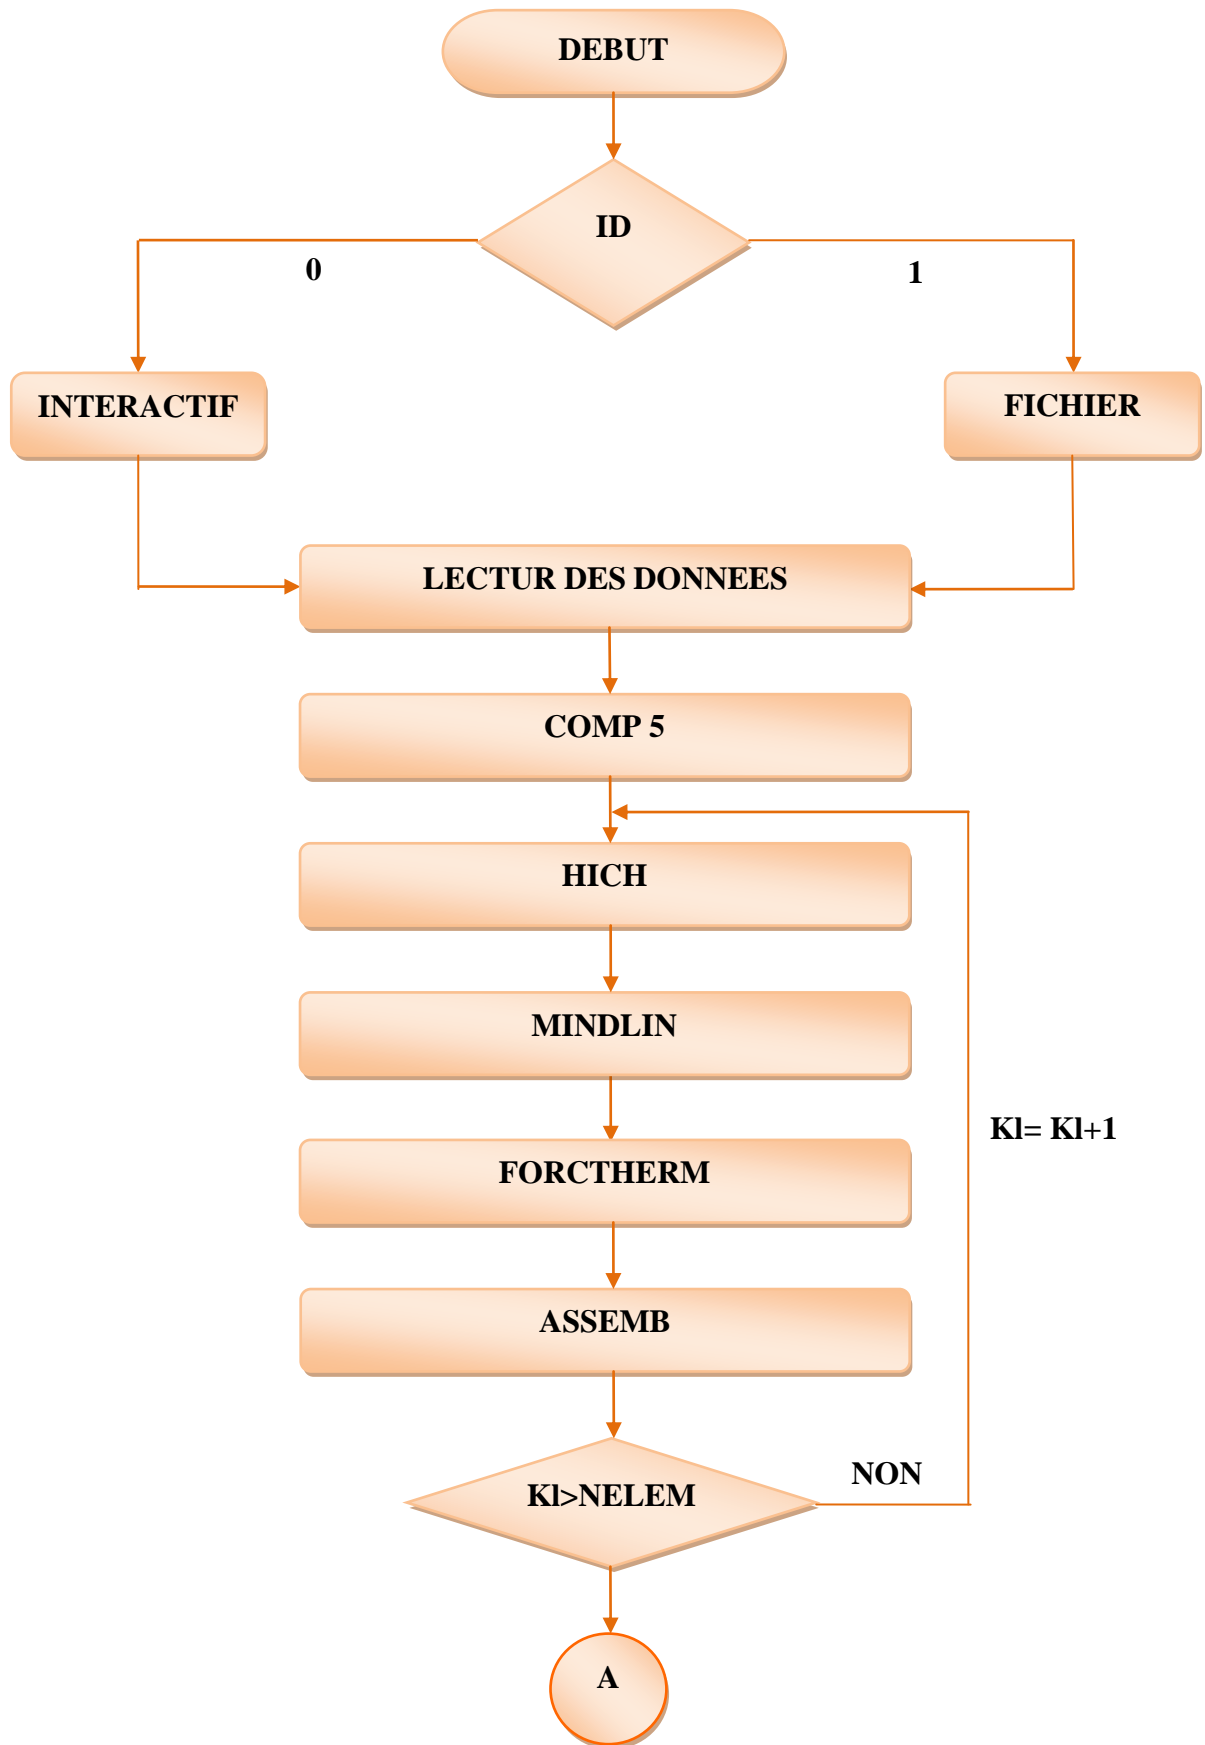 DEBUT
ID
0
1
INTERACTIF
FICHIER
LECTUR DES DONNEES
COMP 5
HICH
MINDLIN
Kl= Kl+1
FORCTHERM
ASSEMB
NON
Kl>NELEM
A